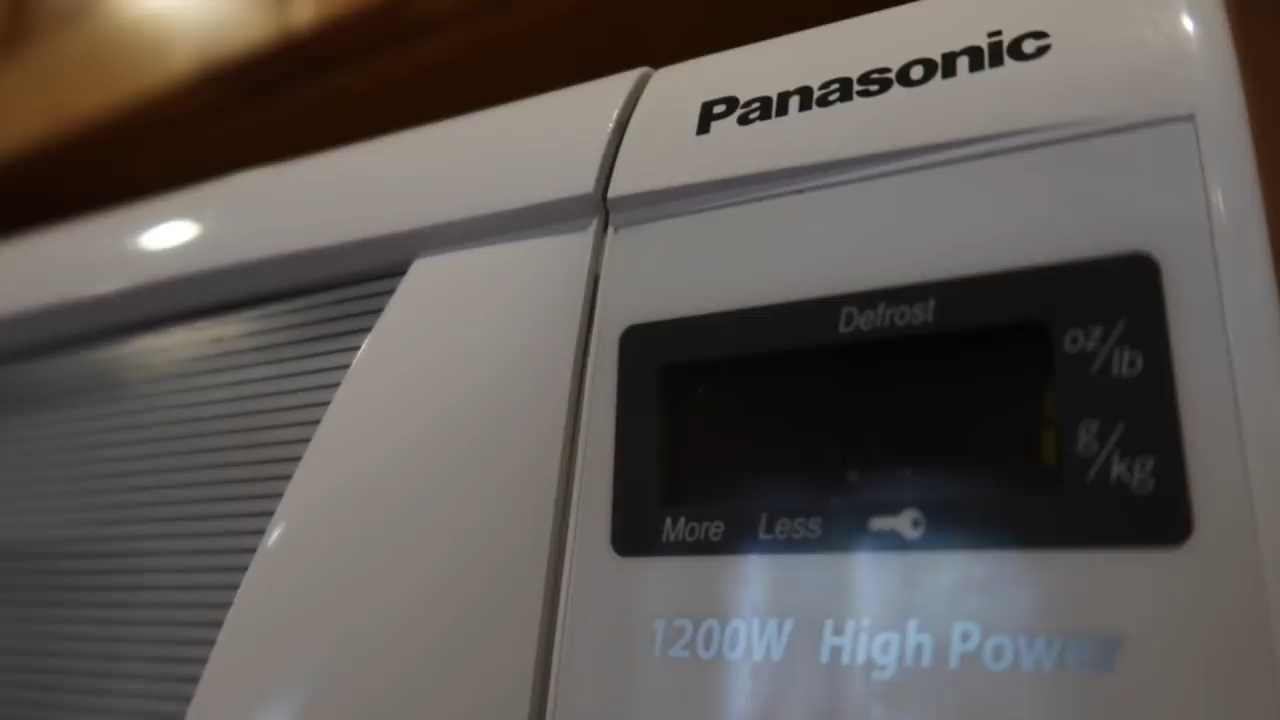 Panasonic
Defrost
oz/lb
g/kg
More Less
1200W High Power